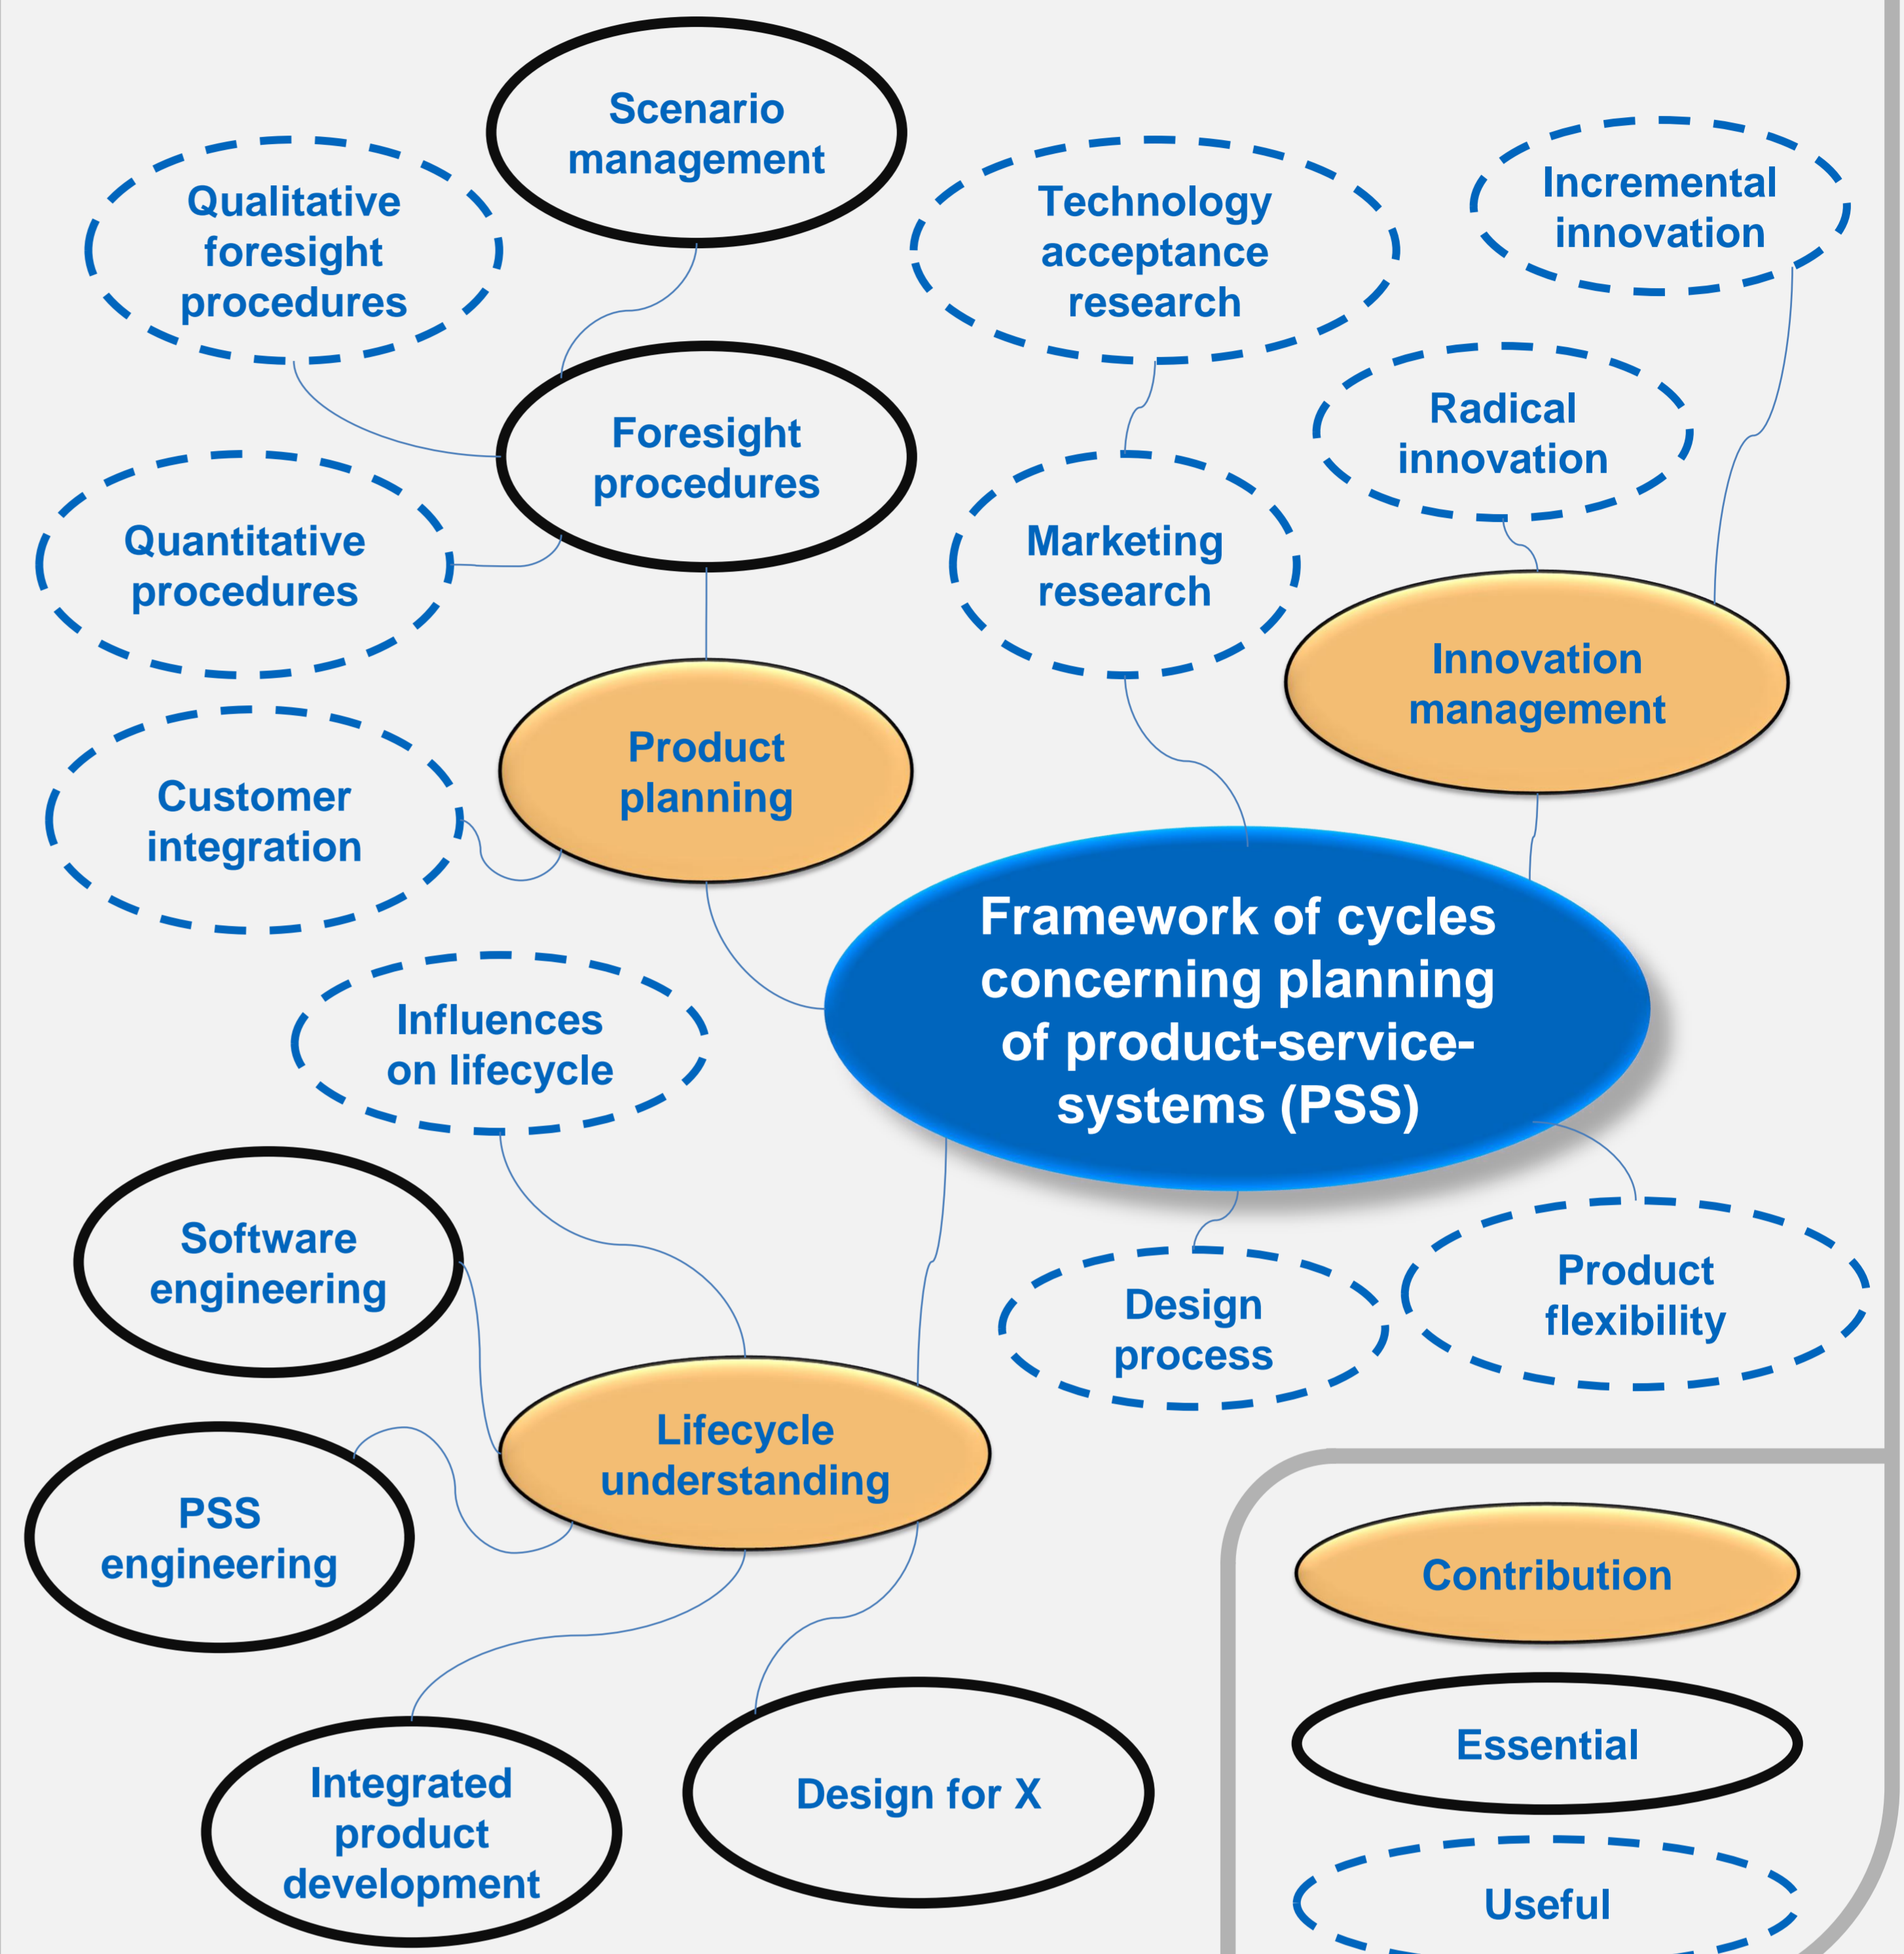 Scenario
management
Qualitative
foresight
procedures
Technology
acceptance
research
Incremental
innovation
Radical
innovation
Foresight
procedures
Quantitative
procedures
Marketing
research
Innovation
management
Product
planning
Customer
integration
Framework of cycles
concerning planning
of product-service-
systems (PSS)
Influences
on lifecycle
Software
engineering
Product
flexibility
Design
process
Lifecycle
understanding
PSS
engineering
Integrated
product
development
Design for X
Contribution
Essential
Useful